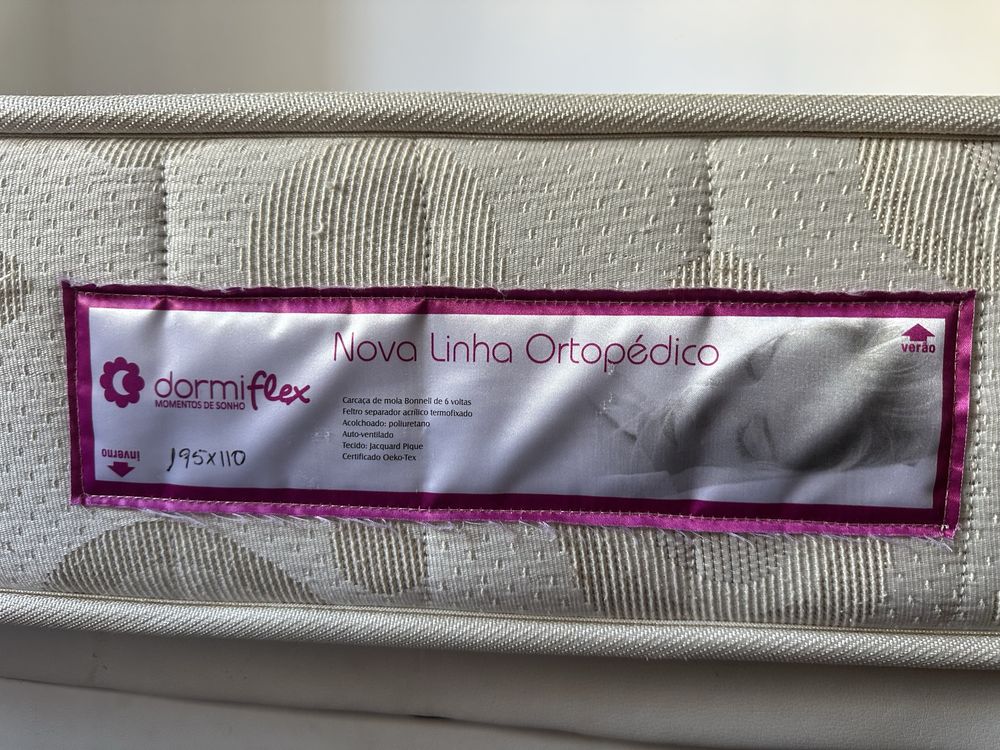 Nova Linha Ortopédico
verão
dormiflex
MOMENTOS DE SONHO
Carcaça de mola Bonnell de 6 voltas
Feltro separador acrílico termofixado
Acolchoado: poliuretano
Auto-ventilado
Tecido: Jacquard Pique
Certificado Oeko-Tex
inverno
195x110